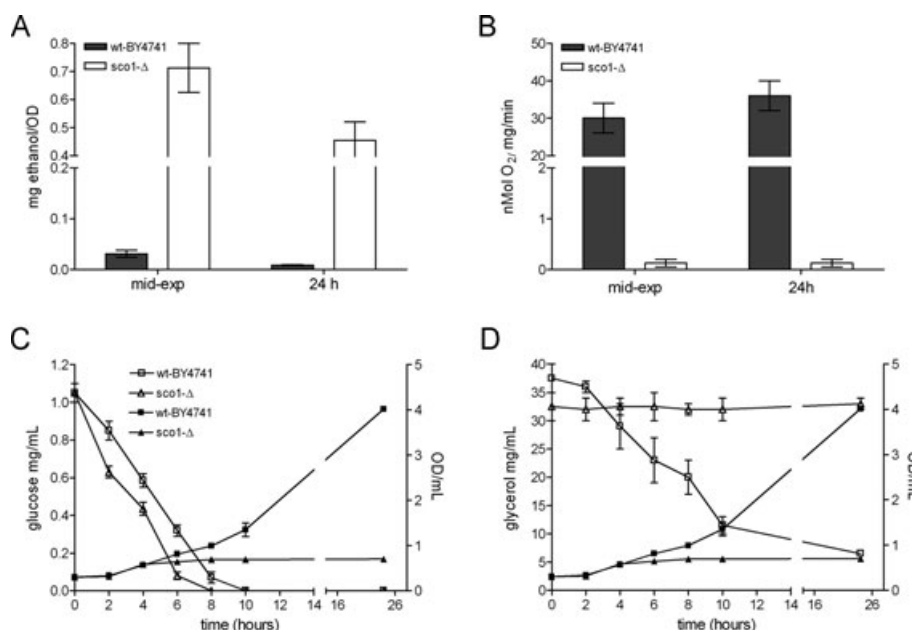 A
wt-BY4741
sco1-Δ
mg ethanol/OD
0.8
0.7
0.6
0.5
0.4
0.2
0.1
0.0
mid-exp
24 h
B
wt-BY4741
sco1-Δ
nMol O2/ mg/min
50
40
30
20
2
1
0
mid-exp
24h
C
wt-BY4741
sco1-Δ
wt-BY4741
sco1-Δ
glucose mg/mL
1.2
1.0
0.8
0.6
0.4
0.2
0.0
5
4
3
2
1
0
OD/mL
0 2 4 6 8 10 12 14 16 26
time (hours)
D
glycerol mg/mL
40
35
30
25
20
15
10
5
0
5
4
3
2
1
0
OD/mL
0 2 4 6 8 10 12 14 16 26
time (hours)